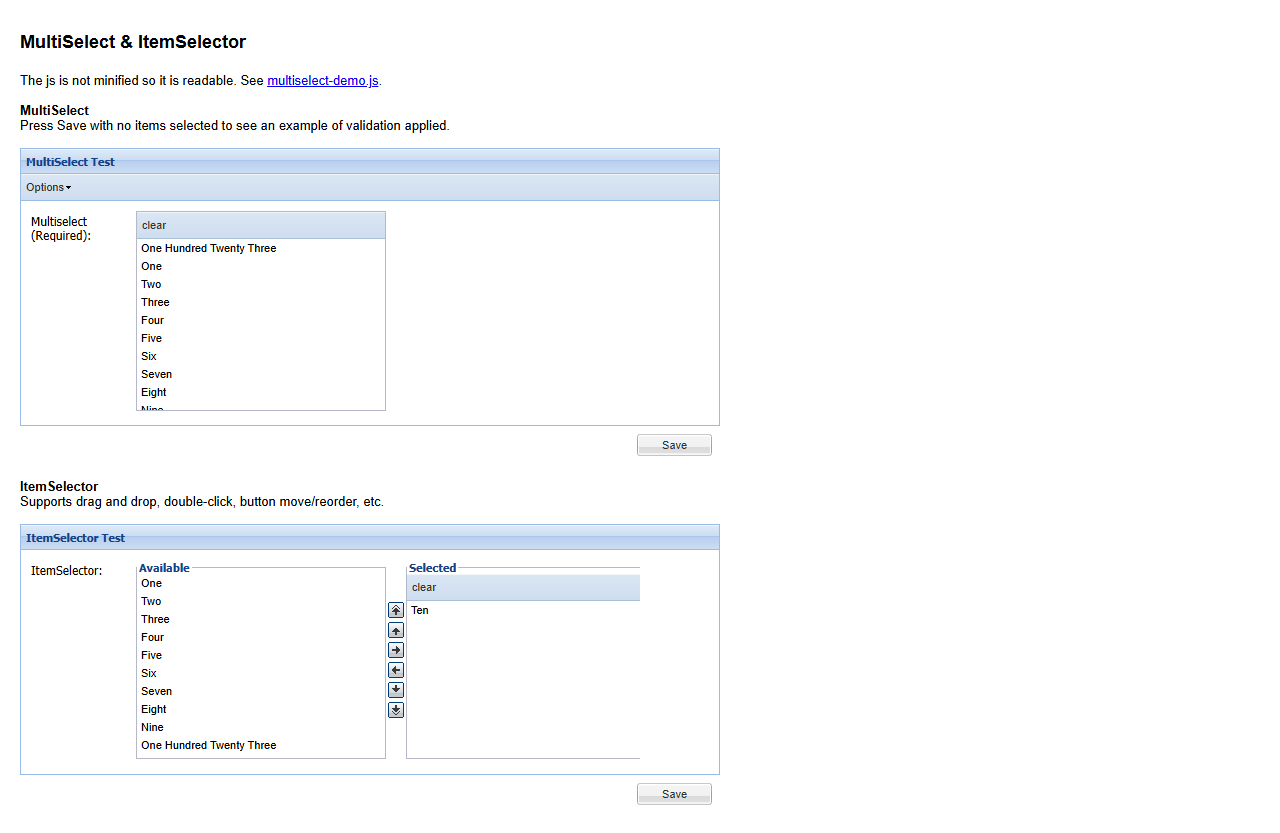 MultiSelect & ItemSelector
The js is not minified so it is readable. See multiselect-demo.js.
MultiSelect
Press Save with no items selected to see an example of validation applied.
MultiSelect Test
Options
Multiselect
(Required):
clear
One Hundred Twenty Three
One
Two
Three
Four
Five
Six
Seven
Eight
Nine
Save
ItemSelector
Supports drag and drop, double-click, button move/reorder, etc.
ItemSelector Test
ItemSelector:
Available
One
Two
Three
Four
Five
Six
Seven
Eight
Nine
One Hundred Twenty Three
Selected
clear
Ten
Save